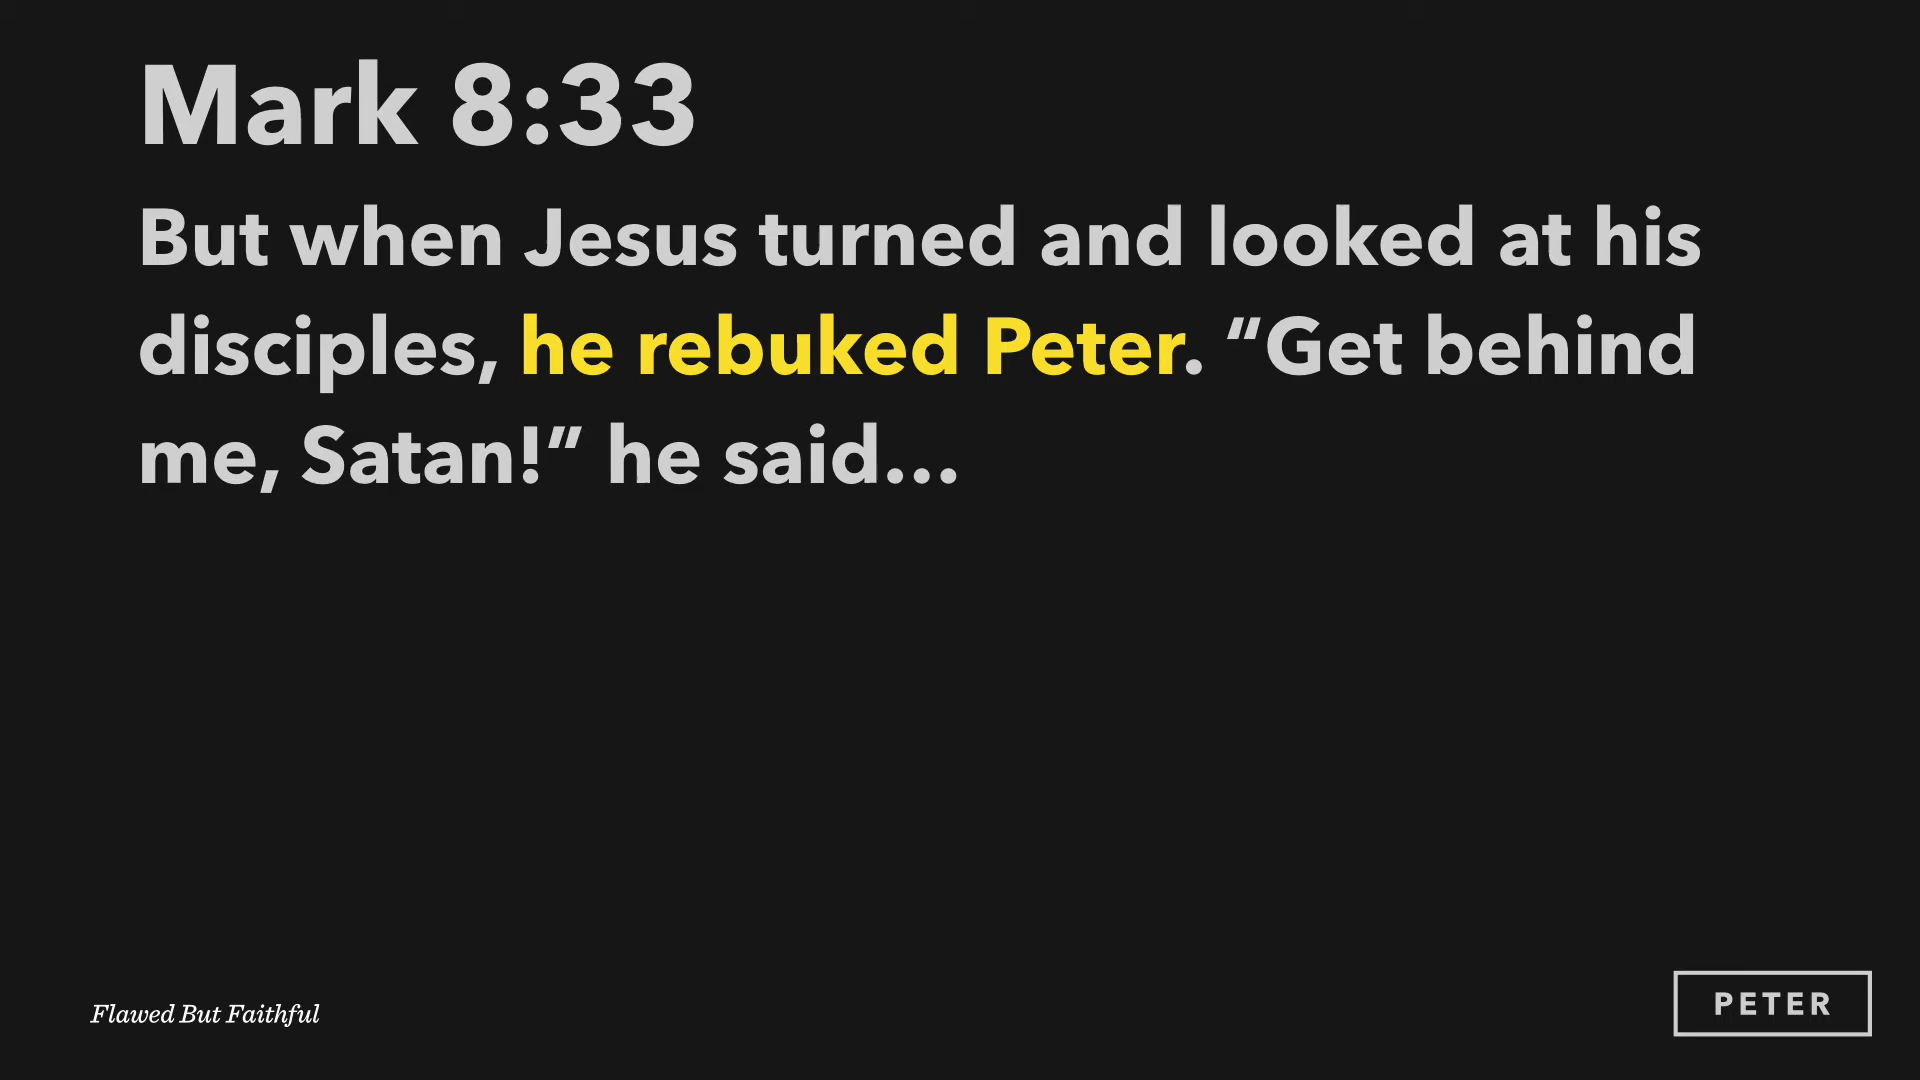 Mark 8:33
But when Jesus turned and looked at his
disciples, he rebuked Peter. “Get behind
me, Satan!” he said...
Flawed But Faithful
PETER